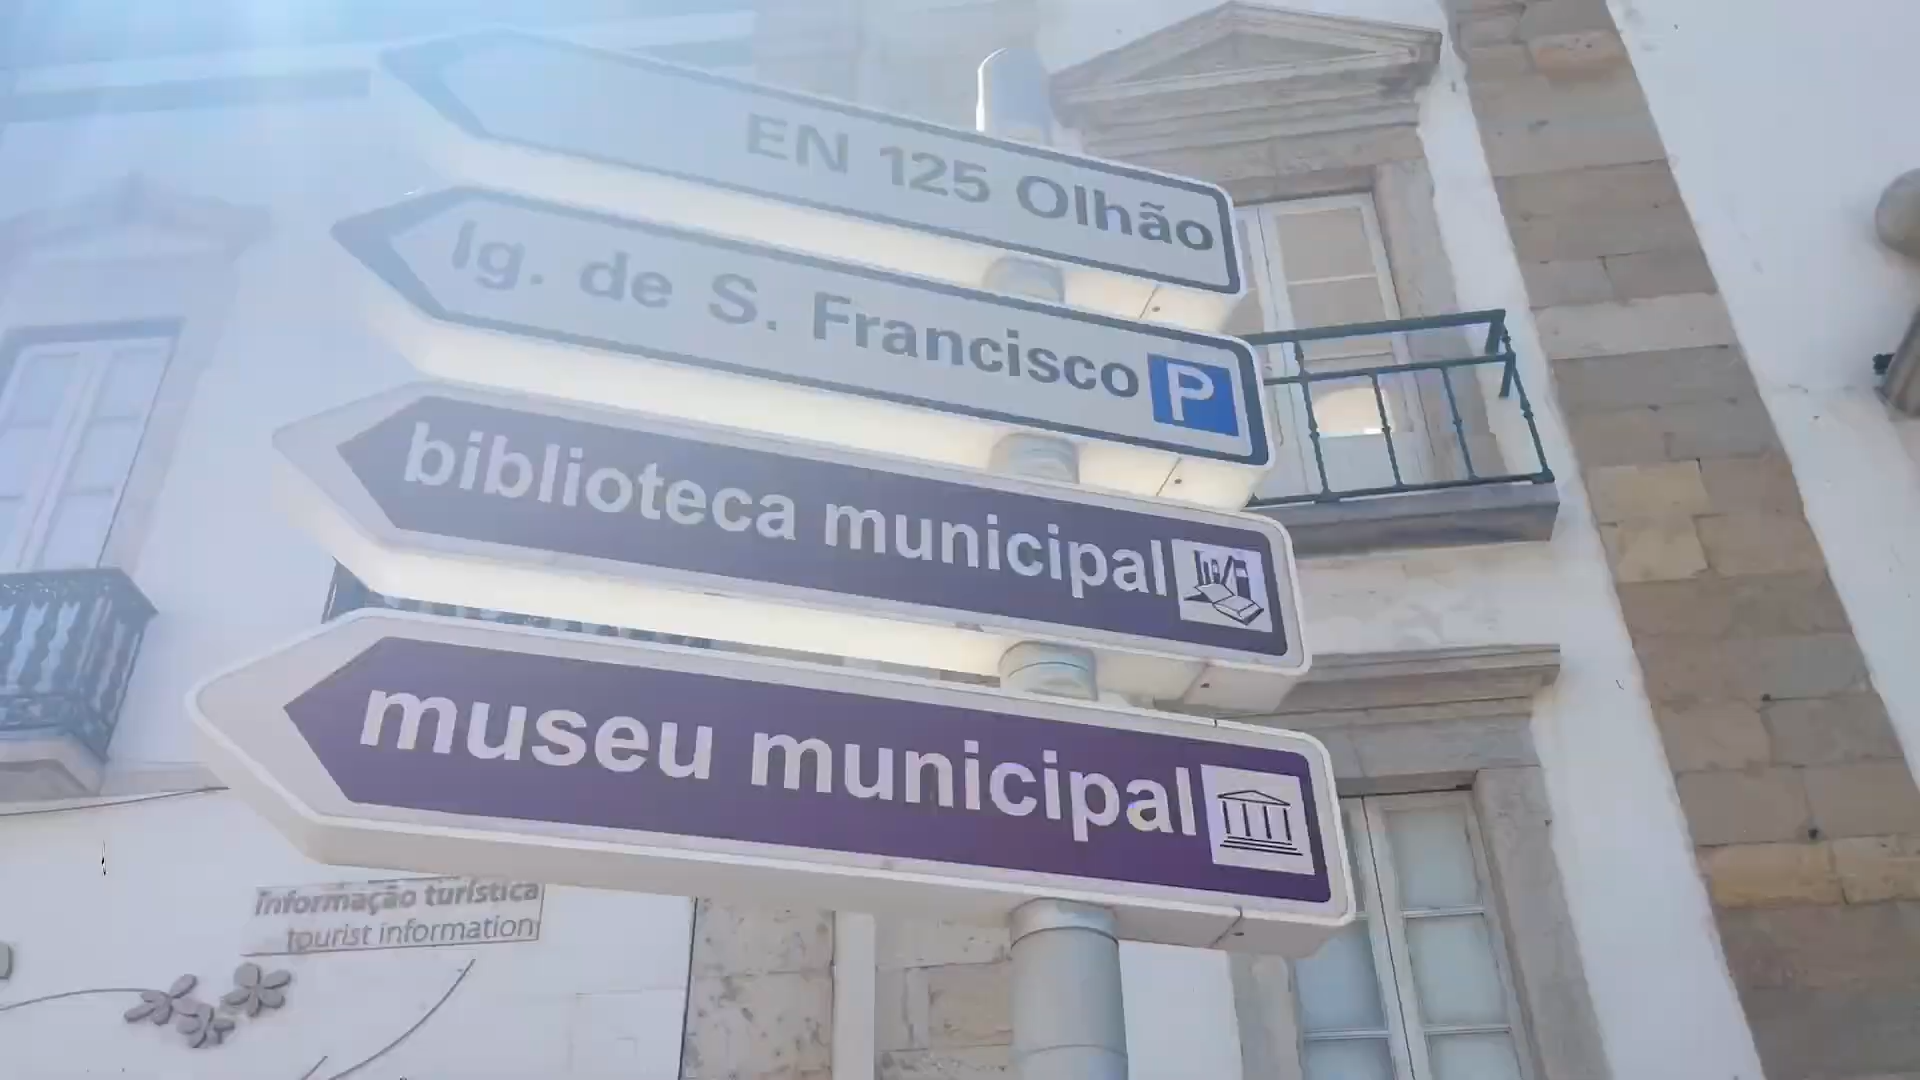 EN 125 Olhão
Ig. de S. Francisco P
biblioteca municipal
museu municipal
Informação turística
tourist information